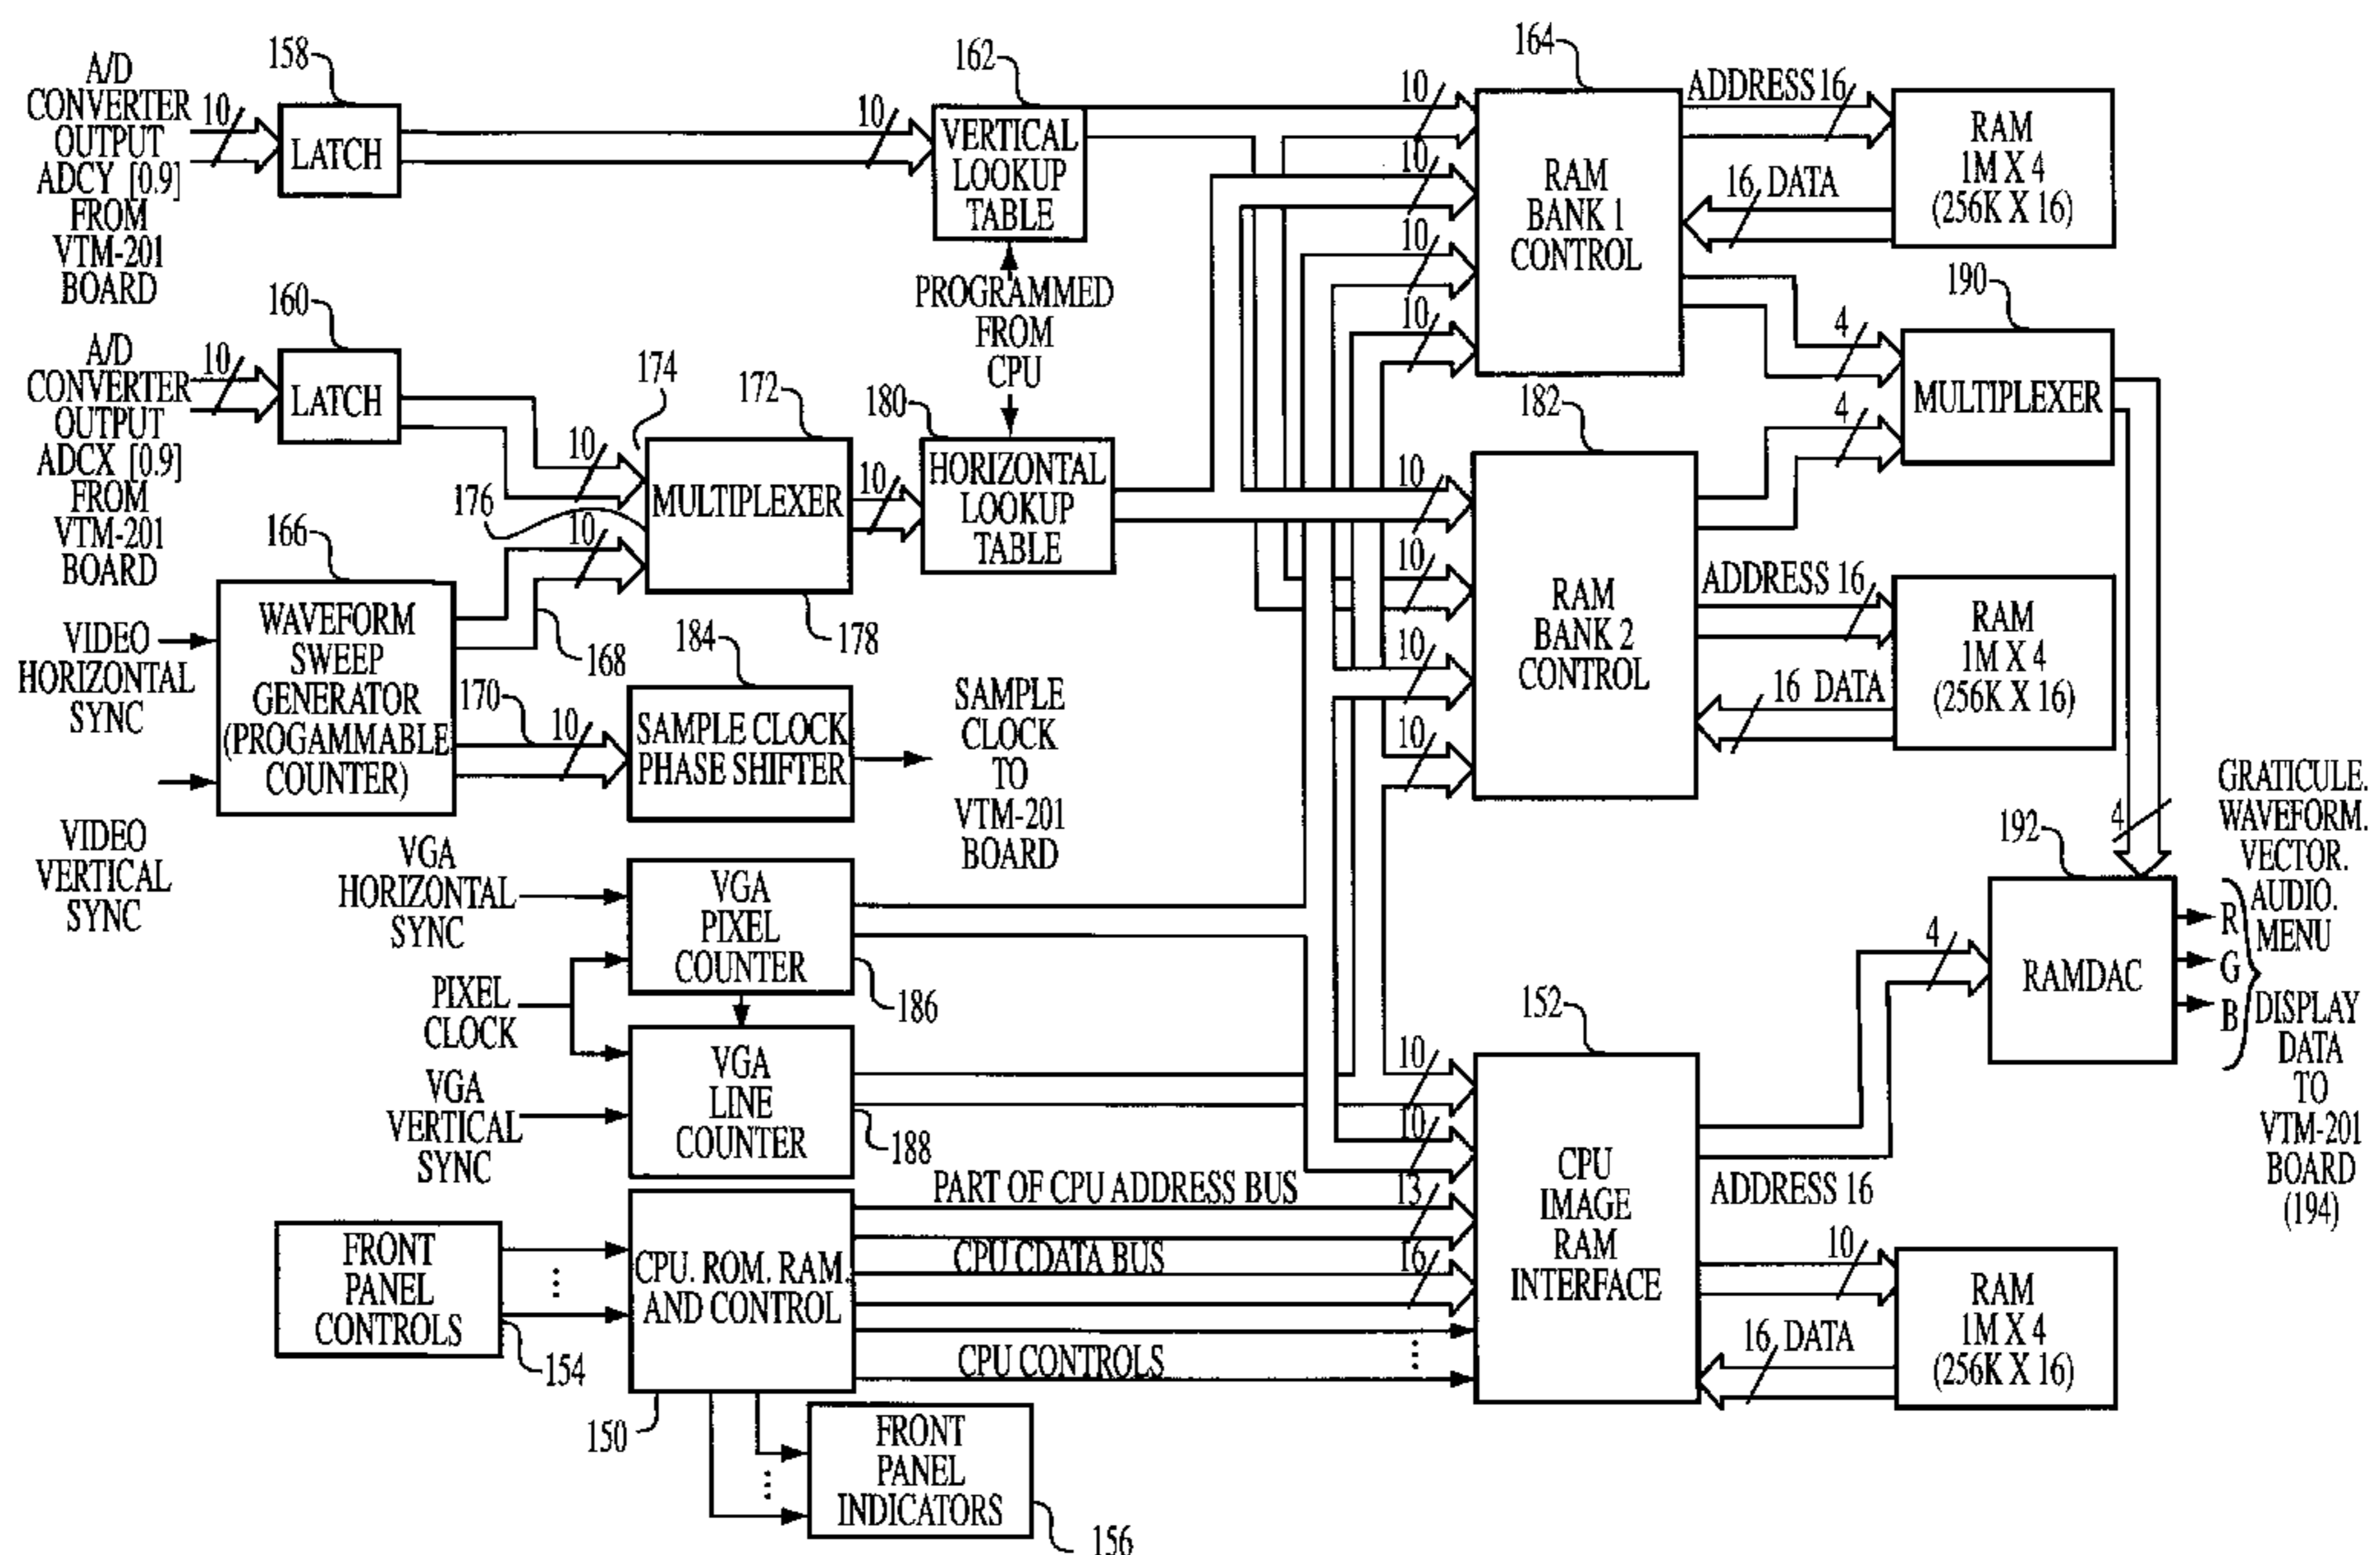 A/D
CONVERTER
OUTPUT
ADCY [0.9]
FROM
VTM-201
BOARD
10
158
LATCH
10
162
VERTICAL
LOOKUP
TABLE
PROGRAMMED
FROM
CPU
A/D
CONVERTER
OUTPUT
ADCX [0.9]
FROM
VTM-201
BOARD
10
160
LATCH
10
174
176
10
172
MULTIPLEXER
178
10
180
HORIZONTAL
LOOKUP
TABLE
166
WAVEFORM
SWEEP
GENERATOR
(PROGAMMABLE
COUNTER)
VIDEO
HORIZONTAL
SYNC
VIDEO
VERTICAL
SYNC
168
170
10
184
SAMPLE CLOCK
PHASE SHIFTER
SAMPLE
CLOCK
TO
VTM-201
BOARD
VGA
HORIZONTAL
SYNC
VGA
PIXEL
COUNTER
186
PIXEL
CLOCK
VGA
VERTICAL
SYNC
VGA
LINE
COUNTER
188
FRONT
PANEL
CONTROLS
154
CPU. ROM. RAM.
AND CONTROL
150
FRONT
PANEL
INDICATORS
156
PART OF CPU ADDRESS BUS
13
CPU CDATA BUS
16
CPU CONTROLS
10
10
10
10
164
RAM
BANK 1
CONTROL
ADDRESS 16
16 DATA
RAM
1M X 4
(256K X 16)
10
10
10
10
182
RAM
BANK 2
CONTROL
4
4
190
MULTIPLEXER
ADDRESS 16
16 DATA
RAM
1M X 4
(256K X 16)
10
10
152
CPU
IMAGE
RAM
INTERFACE
ADDRESS 16
10
16 DATA
RAM
1M X 4
(256K X 16)
4
4
192
RAMDAC
R
G
B
GRATICULE.
WAVEFORM.
VECTOR.
AUDIO.
MENU
DISPLAY
DATA
TO
VTM-201
BOARD
(194)